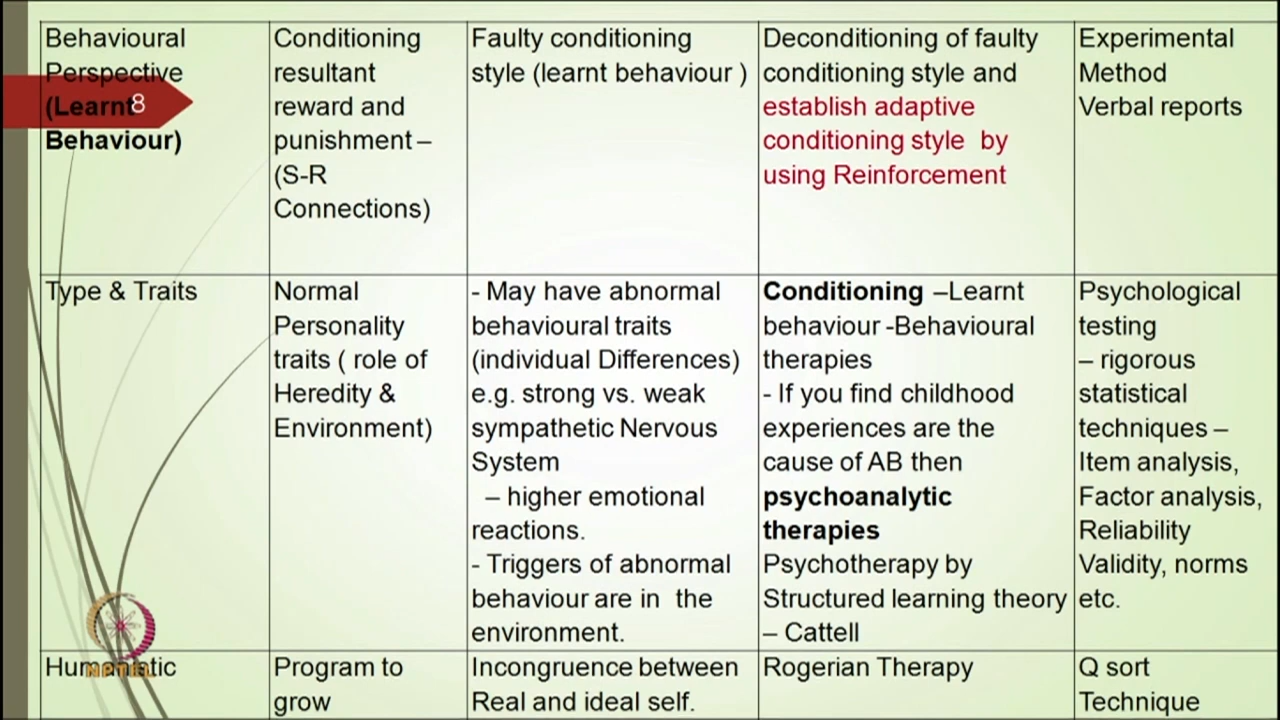 Behavioural
Perspective
(Learnt
Behaviour)
8
Conditioning
resultant
reward and
punishment –
(S-R
Connections)
Faulty conditioning
style (learnt behaviour )
Deconditioning of faulty
conditioning style and
establish adaptive
conditioning style by
using Reinforcement
Experimental
Method
Verbal reports
Type & Traits
Normal
Personality
traits ( role of
Heredity &
Environment)
- May have abnormal
behavioural traits
(individual Differences)
e.g. strong vs. weak
sympathetic Nervous
System
– higher emotional
reactions.
- Triggers of abnormal
behaviour are in the
environment.
Conditioning –Learnt
behaviour -Behavioural
therapies
- If you find childhood
experiences are the
cause of AB then
psychoanalytic
therapies
Psychotherapy by
Structured learning theory
– Cattell
Psychological
testing
– rigorous
statistical
techniques –
Item analysis,
Factor analysis,
Reliability
Validity, norms
etc.
Humanistic
Program to
grow
Incongruence between
Real and ideal self.
Rogerian Therapy
Q sort
Technique
NPTEL